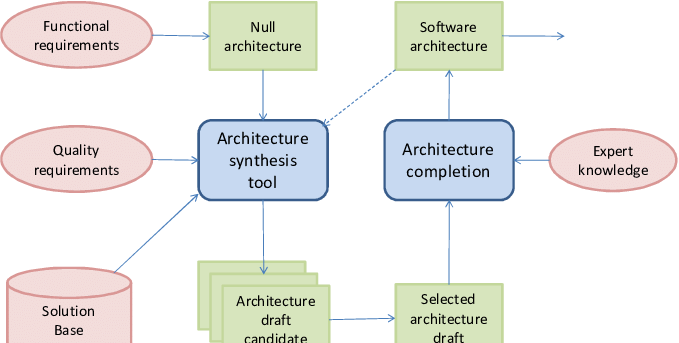 Functional
requirements
Null
architecture
Software
architecture
Quality
requirements
Architecture
synthesis
tool
Architecture
completion
Expert
knowledge
Solution
Base
Architecture
draft
candidate
Selected
architecture
draft